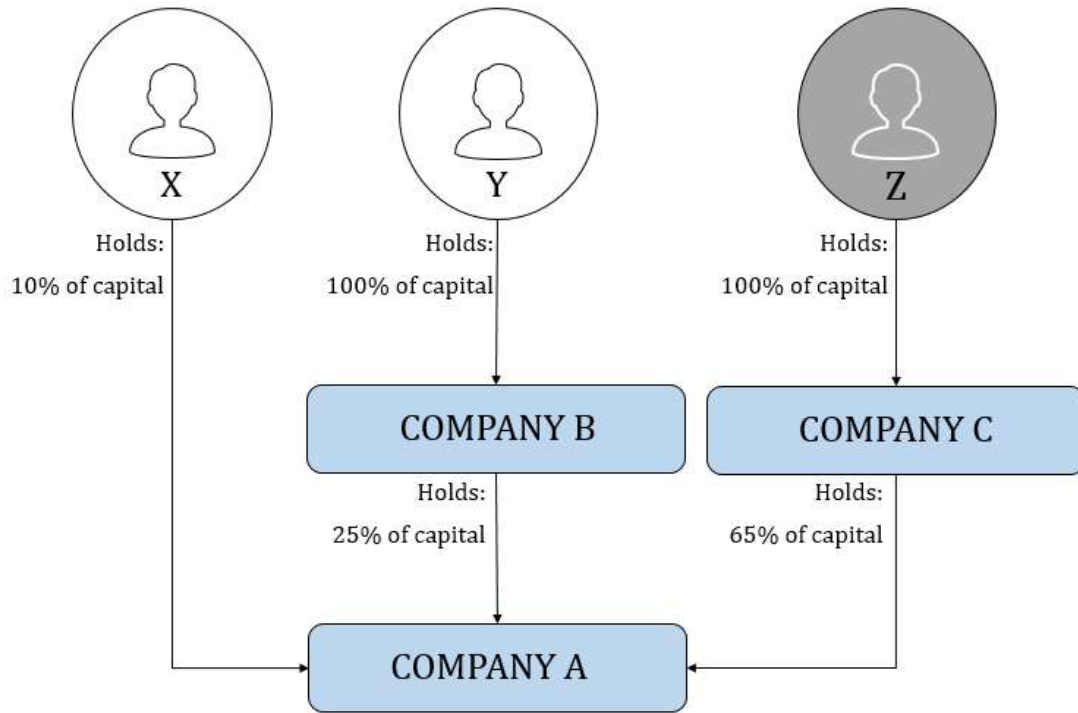 X
Y
Z
Holds:
10% of capital
Holds:
100% of capital
Holds:
100% of capital
COMPANY B
COMPANY C
Holds:
25% of capital
Holds:
65% of capital
COMPANY A